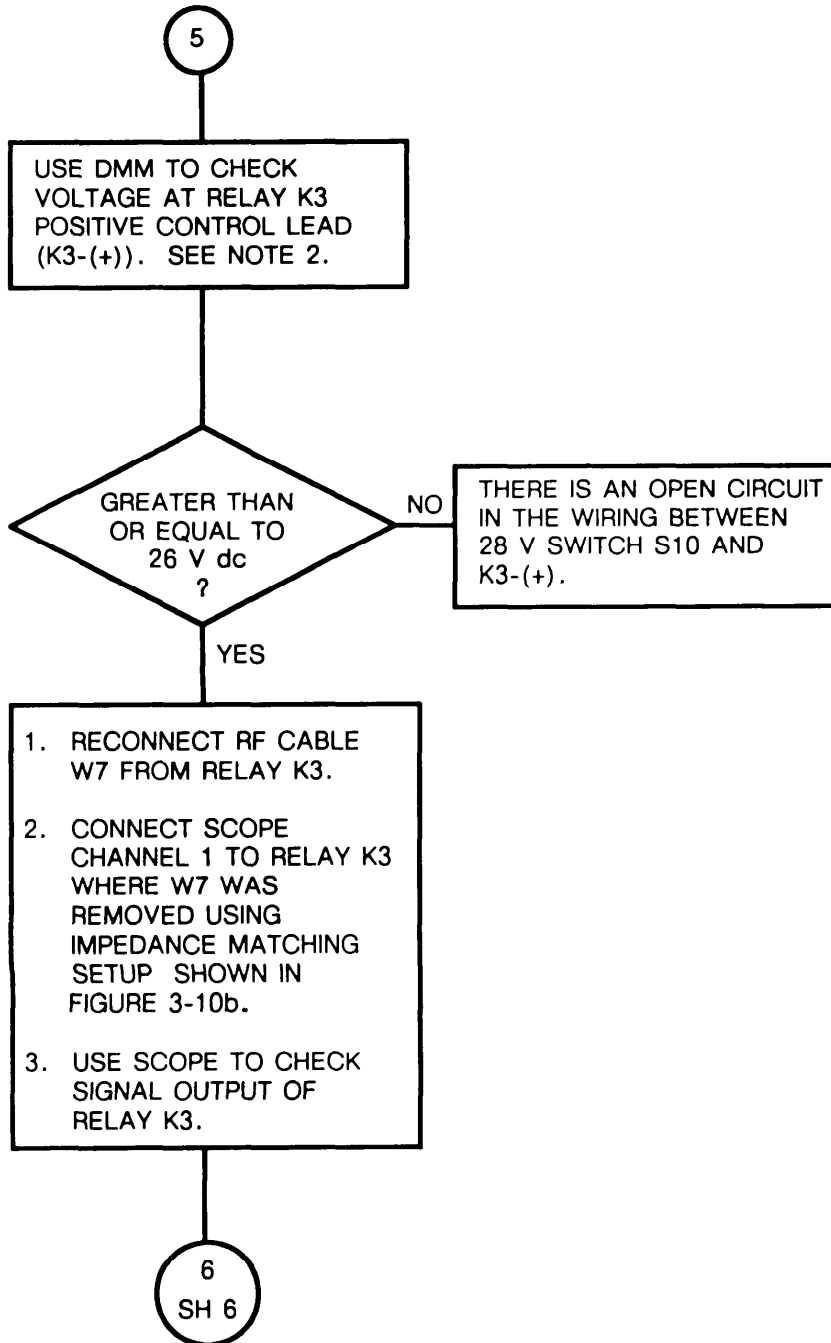 5
USE DMM TO CHECK
VOLTAGE AT RELAY K3
POSITIVE CONTROL LEAD
(K3-(+)). SEE NOTE 2.
GREATER THAN
OR EQUAL TO
26 V dc
?
NO
THERE IS AN OPEN CIRCUIT
IN THE WIRING BETWEEN
28 V SWITCH S10 AND
K3-(+).
YES
1. RECONNECT RF CABLE
W7 FROM RELAY K3.
2. CONNECT SCOPE
CHANNEL 1 TO RELAY K3
WHERE W7 WAS
REMOVED USING
IMPEDANCE MATCHING
SETUP SHOWN IN
FIGURE 3-10b.
3. USE SCOPE TO CHECK
SIGNAL OUTPUT OF
RELAY K3.
6
SH 6